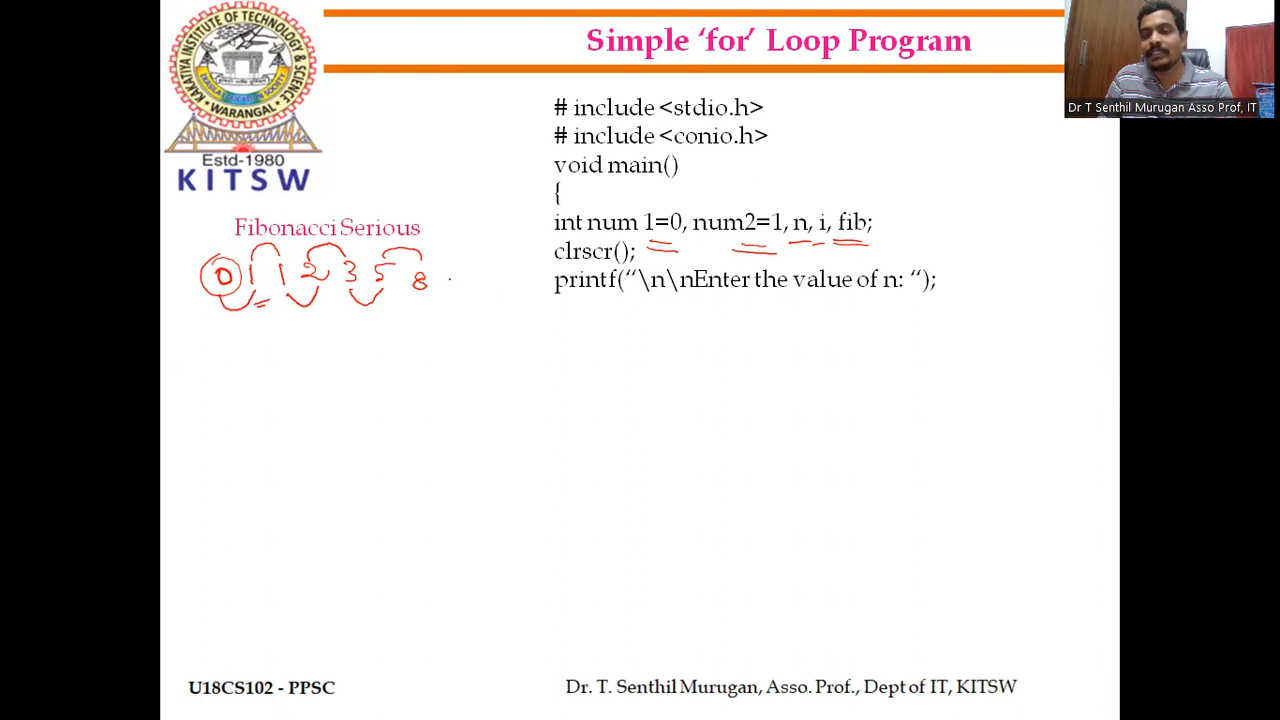 Simple ‘for’ Loop Program
KAKATIYA INSTITUTE OF TECHNOLOGY & SCIENCE
WARANGAL
Estd-1980
KITSW
Dr T Senthil Murugan Asso Prof, IT
# include <stdio.h>
# include <conio.h>
void main()
{
int num 1=0, num2=1, n, i, fib;
clrscr();
printf(“\n\nEnter the value of n: “);
Fibonacci Serious
0 1 1 2 3 5 8
U18CS102 - PPSC
Dr. T. Senthil Murugan, Asso. Prof., Dept of IT, KITSW